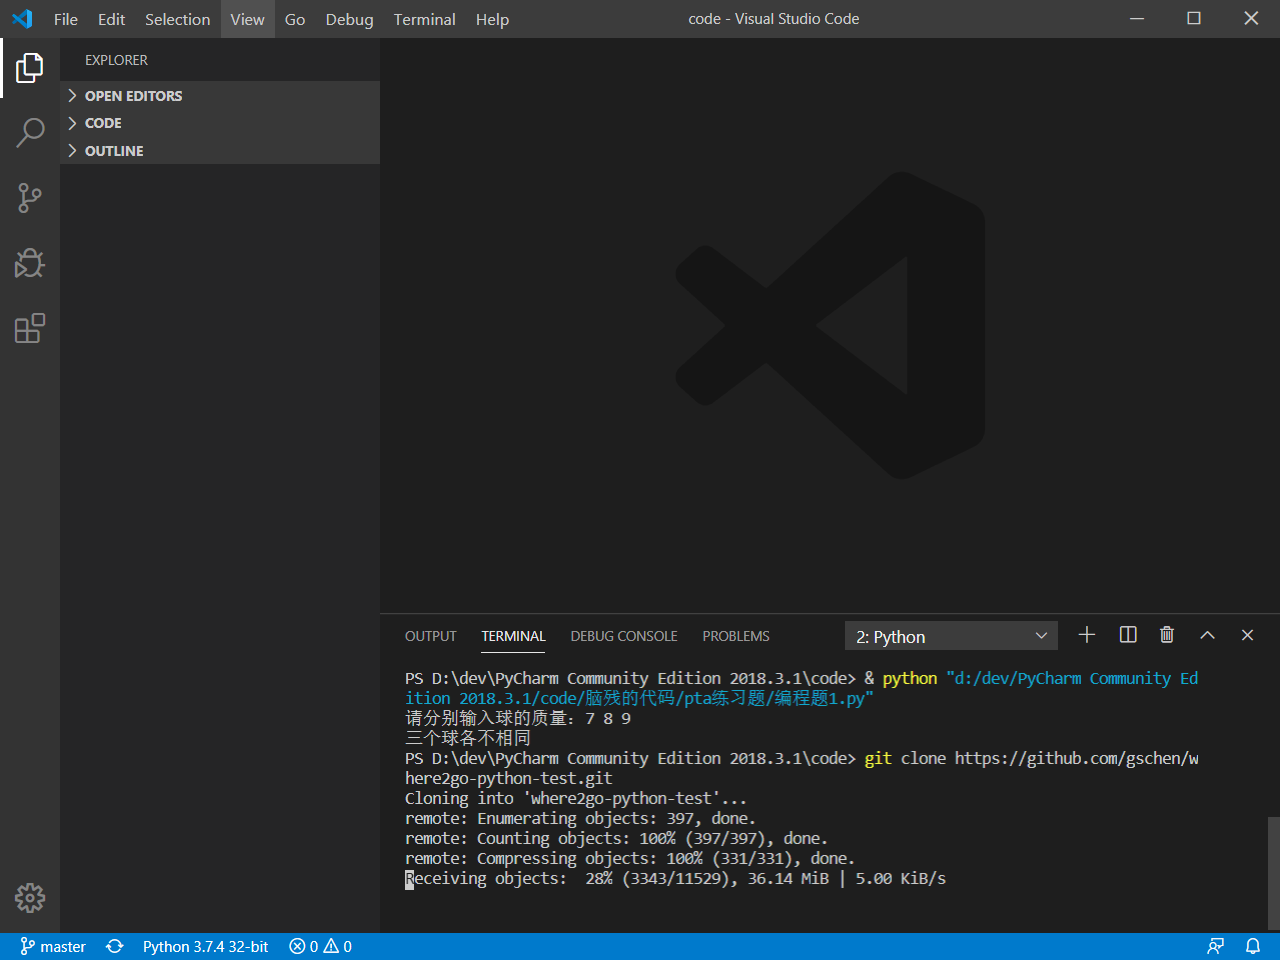 File Edit Selection View Go Debug Terminal Help code - Visual Studio Code
EXPLORER
OPEN EDITORS
CODE
OUTLINE
OUTPUT TERMINAL DEBUG CONSOLE PROBLEMS 2: Python
PS D:\dev\PyCharm Community Edition 2018.3.1\code> & python "d:/dev/PyCharm Community Ed
ition 2018.3.1/code/脑残的代码/pta练习题/编程题1.py"
请分别输入球的质量：7 8 9
三个球各不相同
PS D:\dev\PyCharm Community Edition 2018.3.1\code> git clone https://github.com/gschen/w
here2go-python-test.git
Cloning into 'where2go-python-test'...
remote: Enumerating objects: 397, done.
remote: Counting objects: 100% (397/397), done.
remote: Compressing objects: 100% (331/331), done.
Receiving objects:  28% (3343/11529), 36.14 MiB | 5.00 KiB/s
master Python 3.7.4 32-bit 0 0